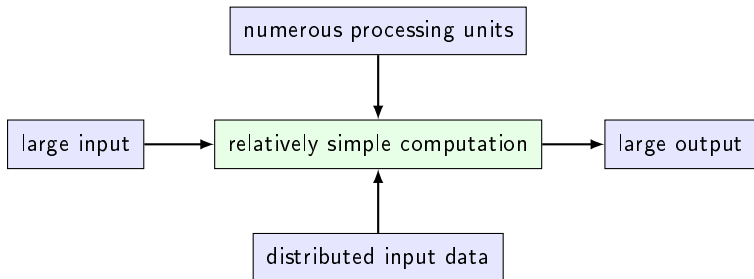 numerous processing units
large input
relatively simple computation
large output
distributed input data